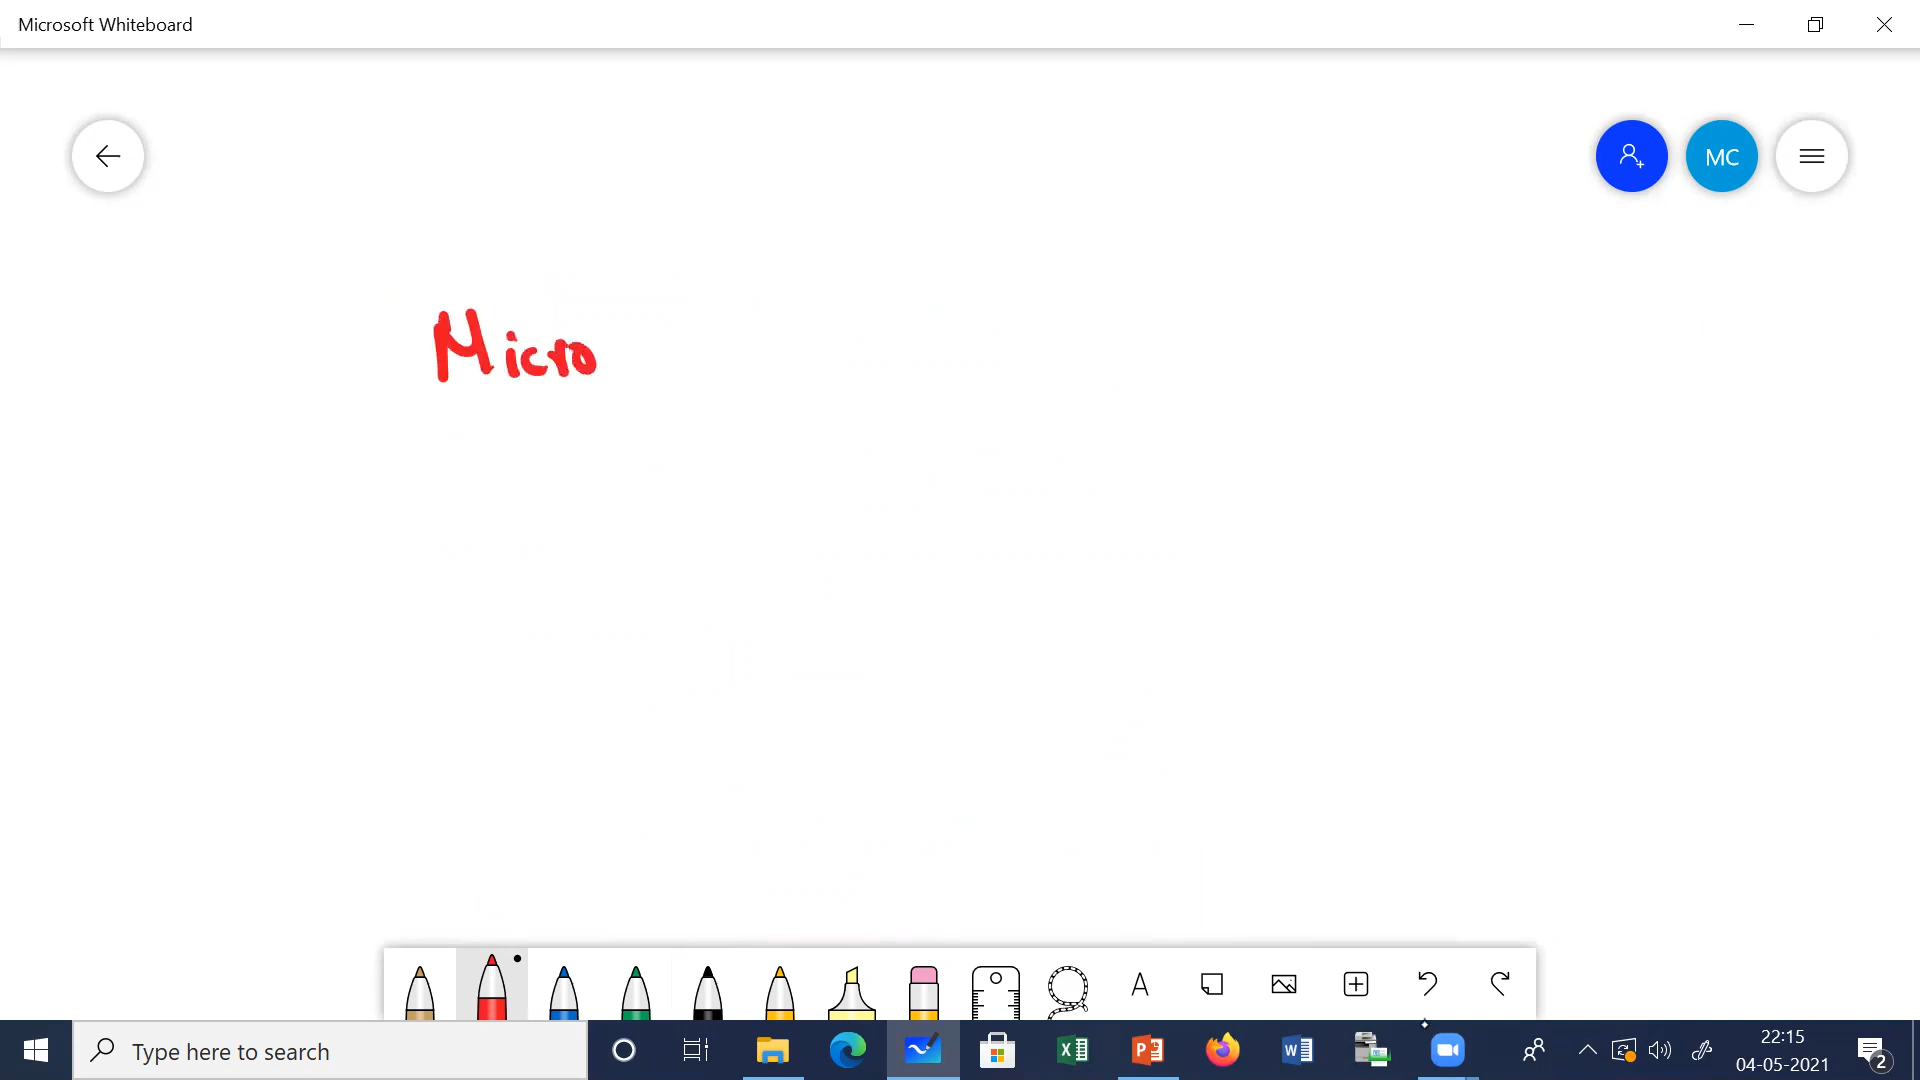 Microsoft Whiteboard
MC
Micro
A
Type here to search
22:15
04-05-2021
2